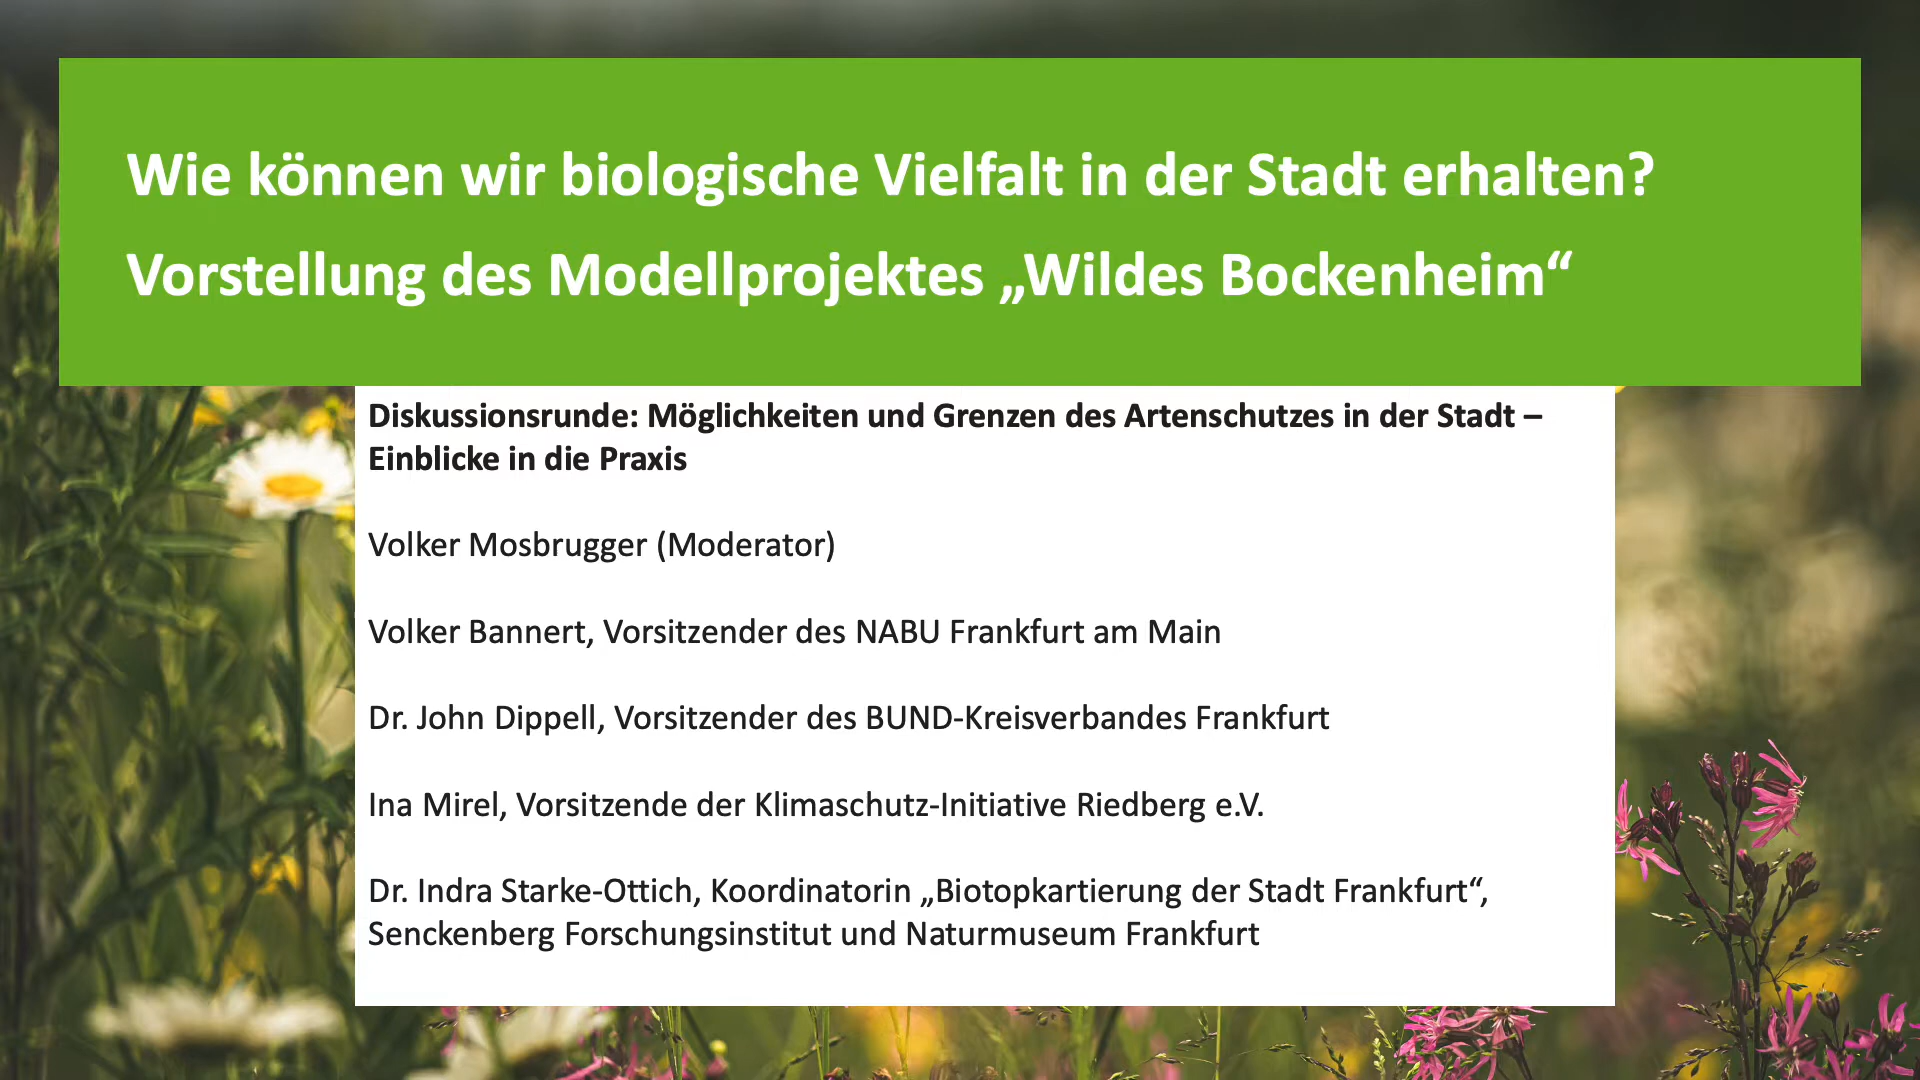 Wie können wir biologische Vielfalt in der Stadt erhalten?
Vorstellung des Modellprojektes „Wildes Bockenheim“
Diskussionsrunde: Möglichkeiten und Grenzen des Artenschutzes in der Stadt –
Einblicke in die Praxis
Volker Mosbrugger (Moderator)
Volker Bannert, Vorsitzender des NABU Frankfurt am Main
Dr. John Dippell, Vorsitzender des BUND-Kreisverbandes Frankfurt
Ina Mirel, Vorsitzende der Klimaschutz-Initiative Riedberg e.V.
Dr. Indra Starke-Ottich, Koordinatorin „Biotopkartierung der Stadt Frankfurt“,
Senckenberg Forschungsinstitut und Naturmuseum Frankfurt